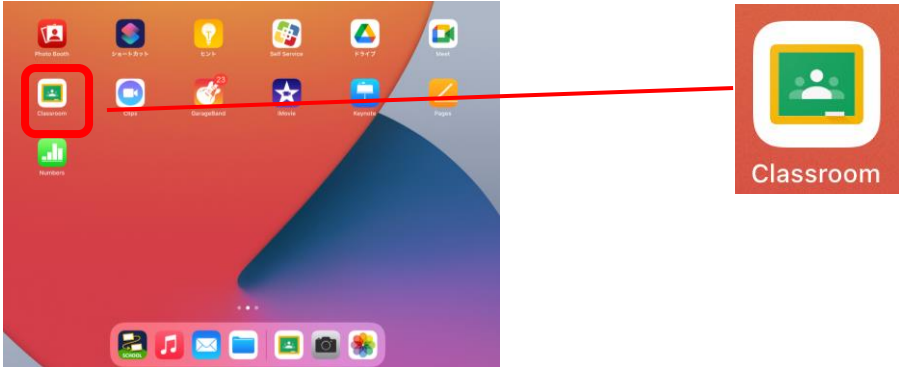 Photo Booth
ショートカット
ヒント
Self Service
ドライブ
Meet
Classroom
Clips
23
GarageBand
iMovie
Keynote
Pages
Numbers
SCHOOL
Classroom